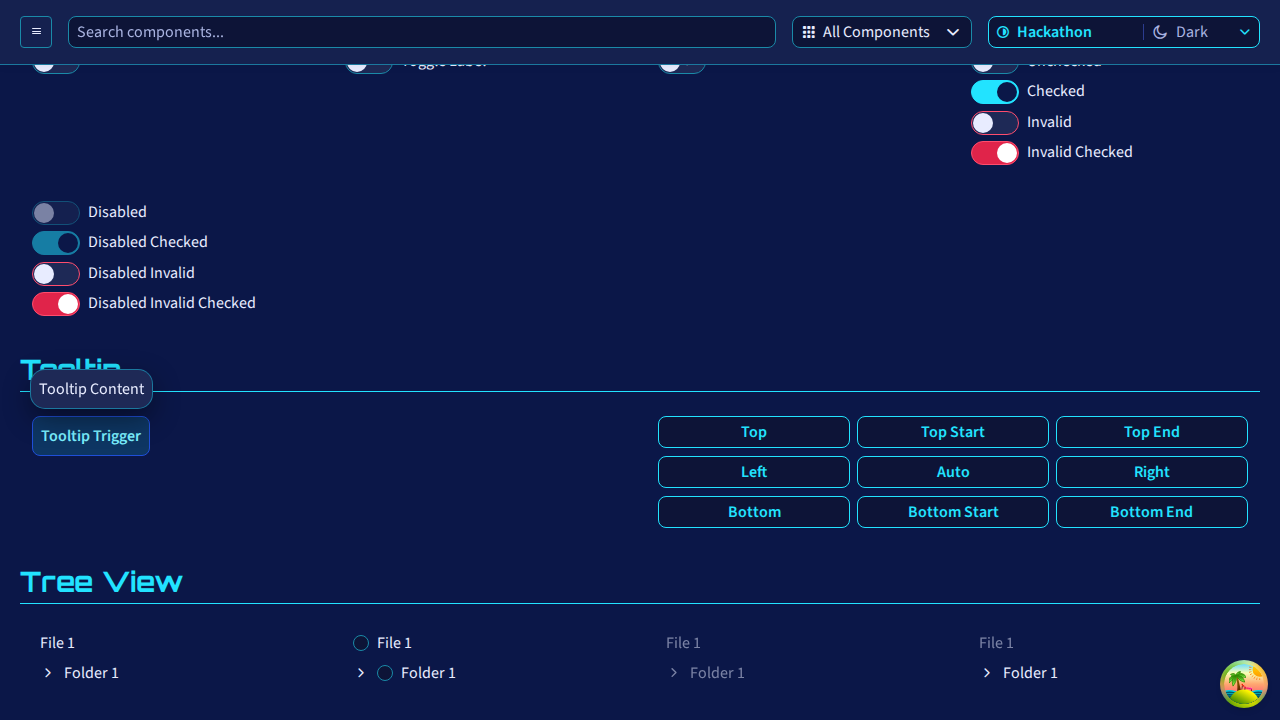 Search components...
All Components
Hackathon
Dark
Checked
Invalid
Invalid Checked
Disabled
Disabled Checked
Disabled Invalid
Disabled Invalid Checked
Tooltip
Tooltip Content
Tooltip Trigger
Top
Top Start
Top End
Left
Auto
Right
Bottom
Bottom Start
Bottom End
Tree View
File 1
File 1
File 1
File 1
Folder 1
Folder 1
Folder 1
Folder 1